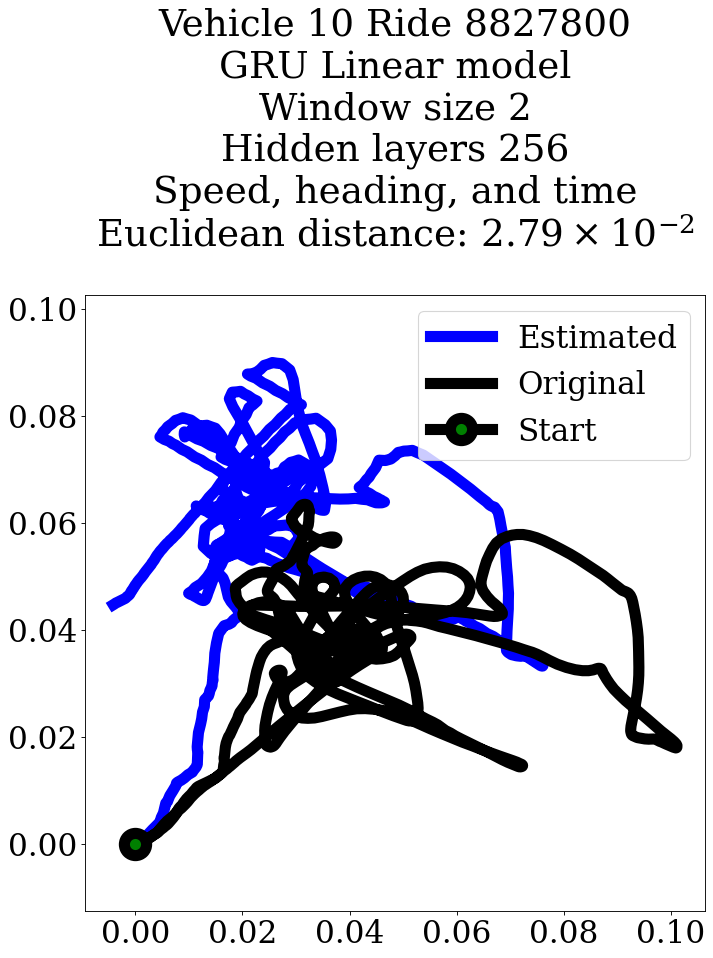 Vehicle 10 Ride 8827800
GRU Linear model
Window size 2
Hidden layers 256
Speed, heading, and time
Euclidean distance: 2.79 × 10⁻²
Estimated
Original
Start
0.10
0.08
0.06
0.04
0.02
0.00
0.00 0.02 0.04 0.06 0.08 0.10